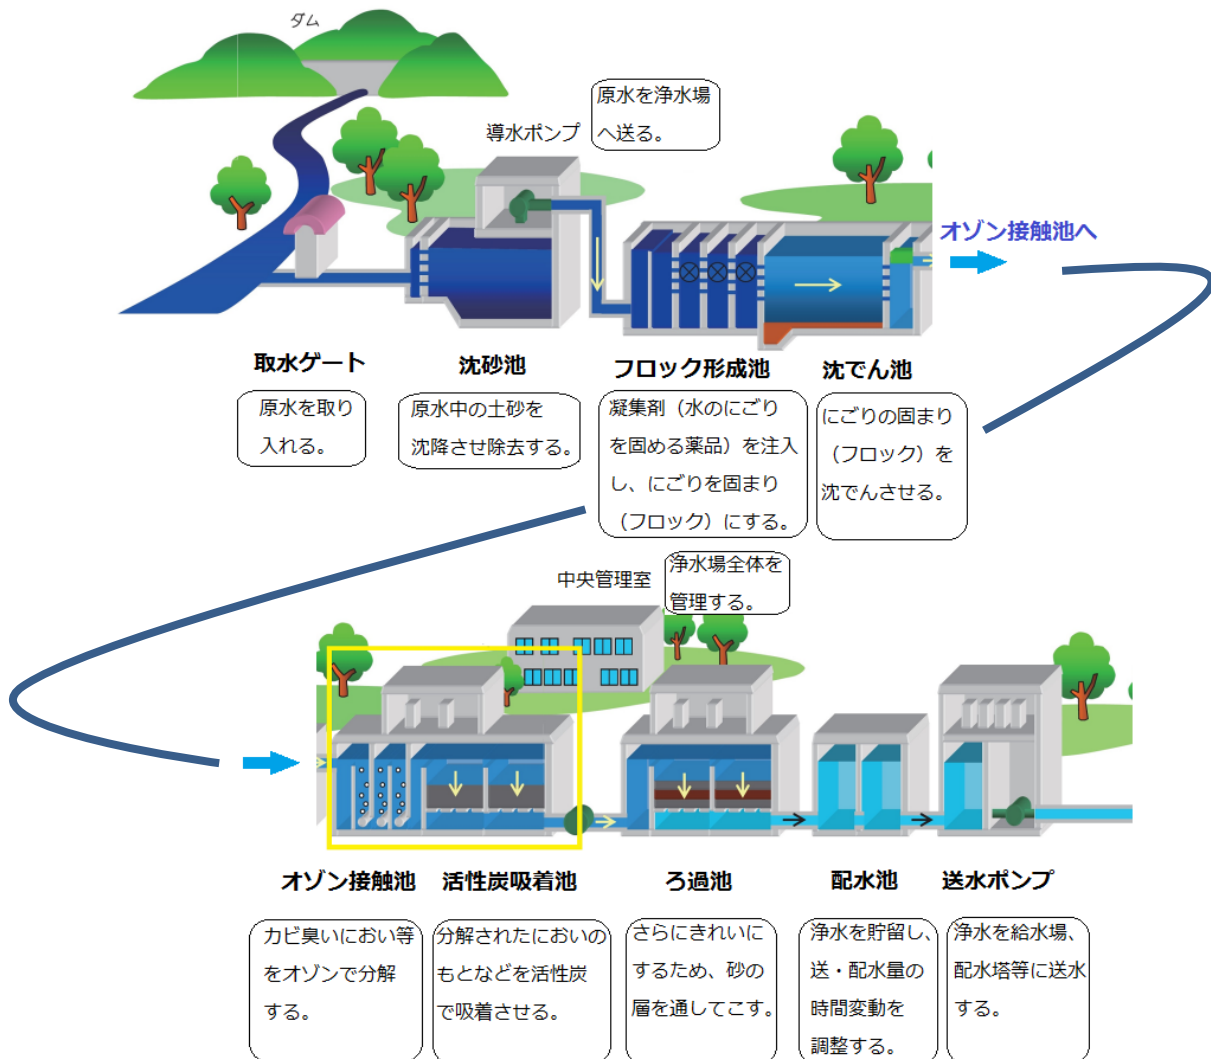 ダム
導水ポンプ
原水を浄水場
へ送る。
オゾン接触池へ
取水ゲート
原水を取り
入れる。
沈砂池
原水中の土砂を
沈降させ除去する。
フロック形成池
凝集剤（水のにごり
を固める薬品）を注入
し、にごりを固まり
（フロック）にする。
沈でん池
にごりの固まり
（フロック）を
沈でんさせる。
中央管理室
浄水場全体を
管理する。
オゾン接触池
カビ臭いにおい等
をオゾンで分解
する。
活性炭吸着池
分解されたにおいの
もとなどを活性炭
で吸着させる。
ろ過池
さらにきれいに
するため、砂の
層を通してこす。
配水池
浄水を貯留し、
送・配水量の
時間変動を
調整する。
送水ポンプ
浄水を給水場、
配水塔等に送水
する。